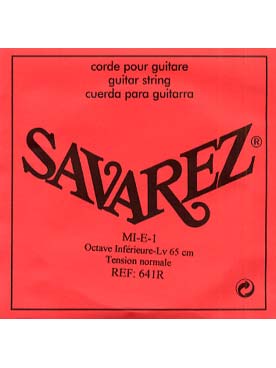 corde pour guitare
guitar string
cuerda para guitarra
SAVAREZ®
MI-E-1
Octave Inférieure-Lv 65 cm
Tension normale
REF: 641R